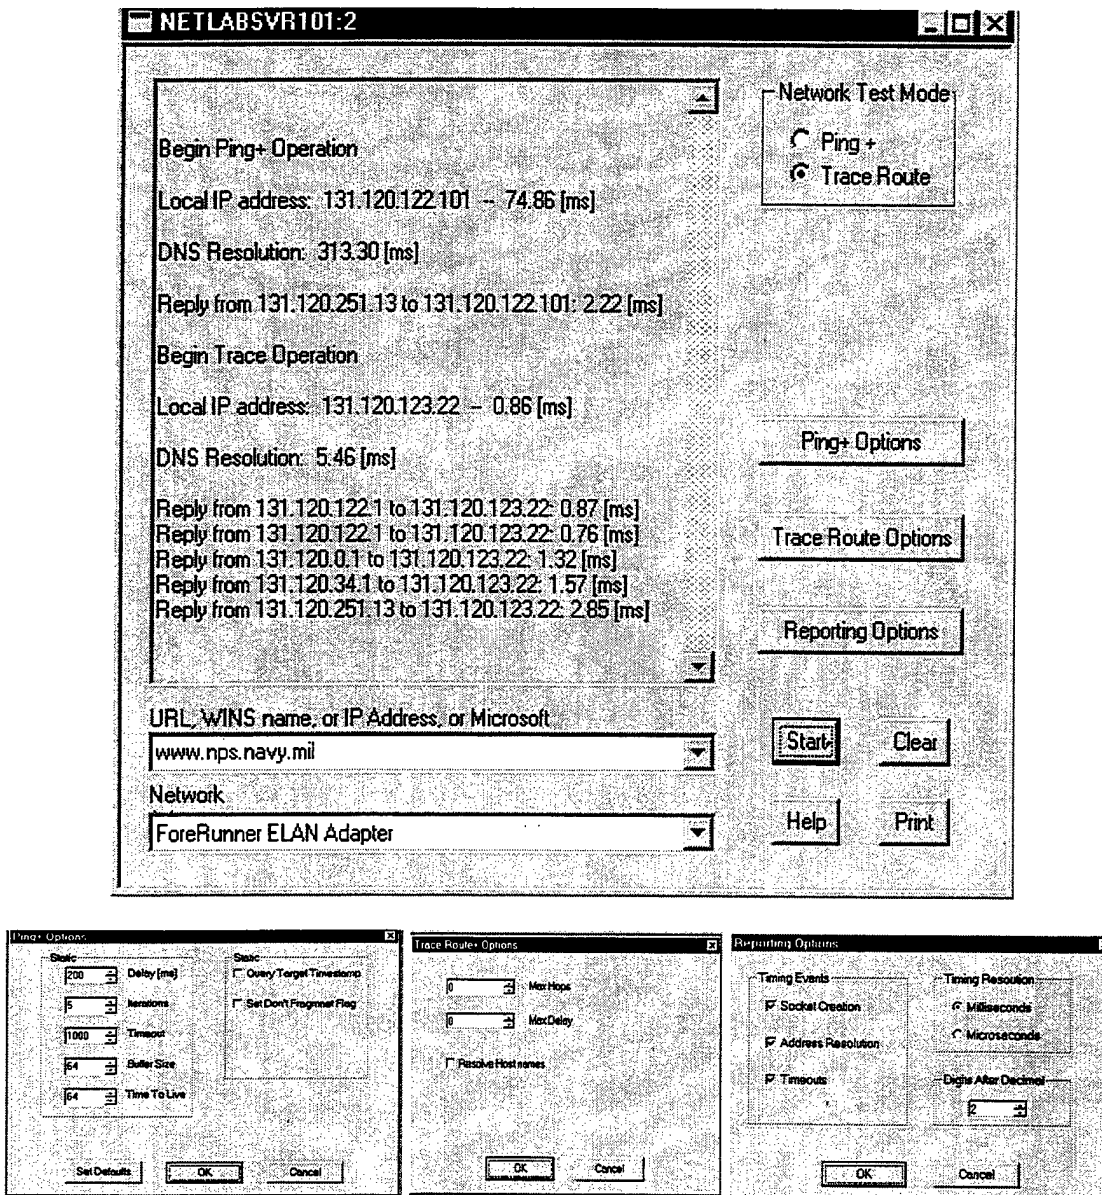 NETLABSVR101:2
Begin Ping+ Operation
Local IP address: 131.120.122.101 -- 74.86 [ms]
DNS Resolution: 313.30 [ms]
Reply from 131.120.251.13 to 131.120.122.101: 2.22 [ms]
Begin Trace Operation
Local IP address: 131.120.123.22 -- 0.86 [ms]
DNS Resolution: 5.46 [ms]
Reply from 131.120.122.1 to 131.120.123.22: 0.87 [ms]
Reply from 131.120.122.1 to 131.120.123.22: 0.76 [ms]
Reply from 131.120.0.1 to 131.120.123.22: 1.32 [ms]
Reply from 131.120.34.1 to 131.120.123.22: 1.57 [ms]
Reply from 131.120.251.13 to 131.120.123.22: 2.85 [ms]
Network Test Mode
Ping +
Trace Route
Ping+ Options
Trace Route Options
Reporting Options
URL, WINS name, or IP Address, or Microsoft
www.nps.navy.mil
Network
ForeRunner ELAN Adapter
Start
Clear
Help
Print
Ping+ Options
Static
200 Delay [ms]
5 Iterations
1000 Timeout
64 Buffer Size
64 Time To Live
Static
Query Target Timestamp
Set Don't Fragmnet Flag
Set Defaults
OK
Cancel
Trace Route+ Options
0 Max Hops
0 Max Delay
Resolve Host names
OK
Cancel
Reporting Options
Timing Events
Socket Creation
Address Resolution
Timeouts
Timing Resoution
Milliseconds
Microseconds
Digits After Decimal
2
OK
Cancel